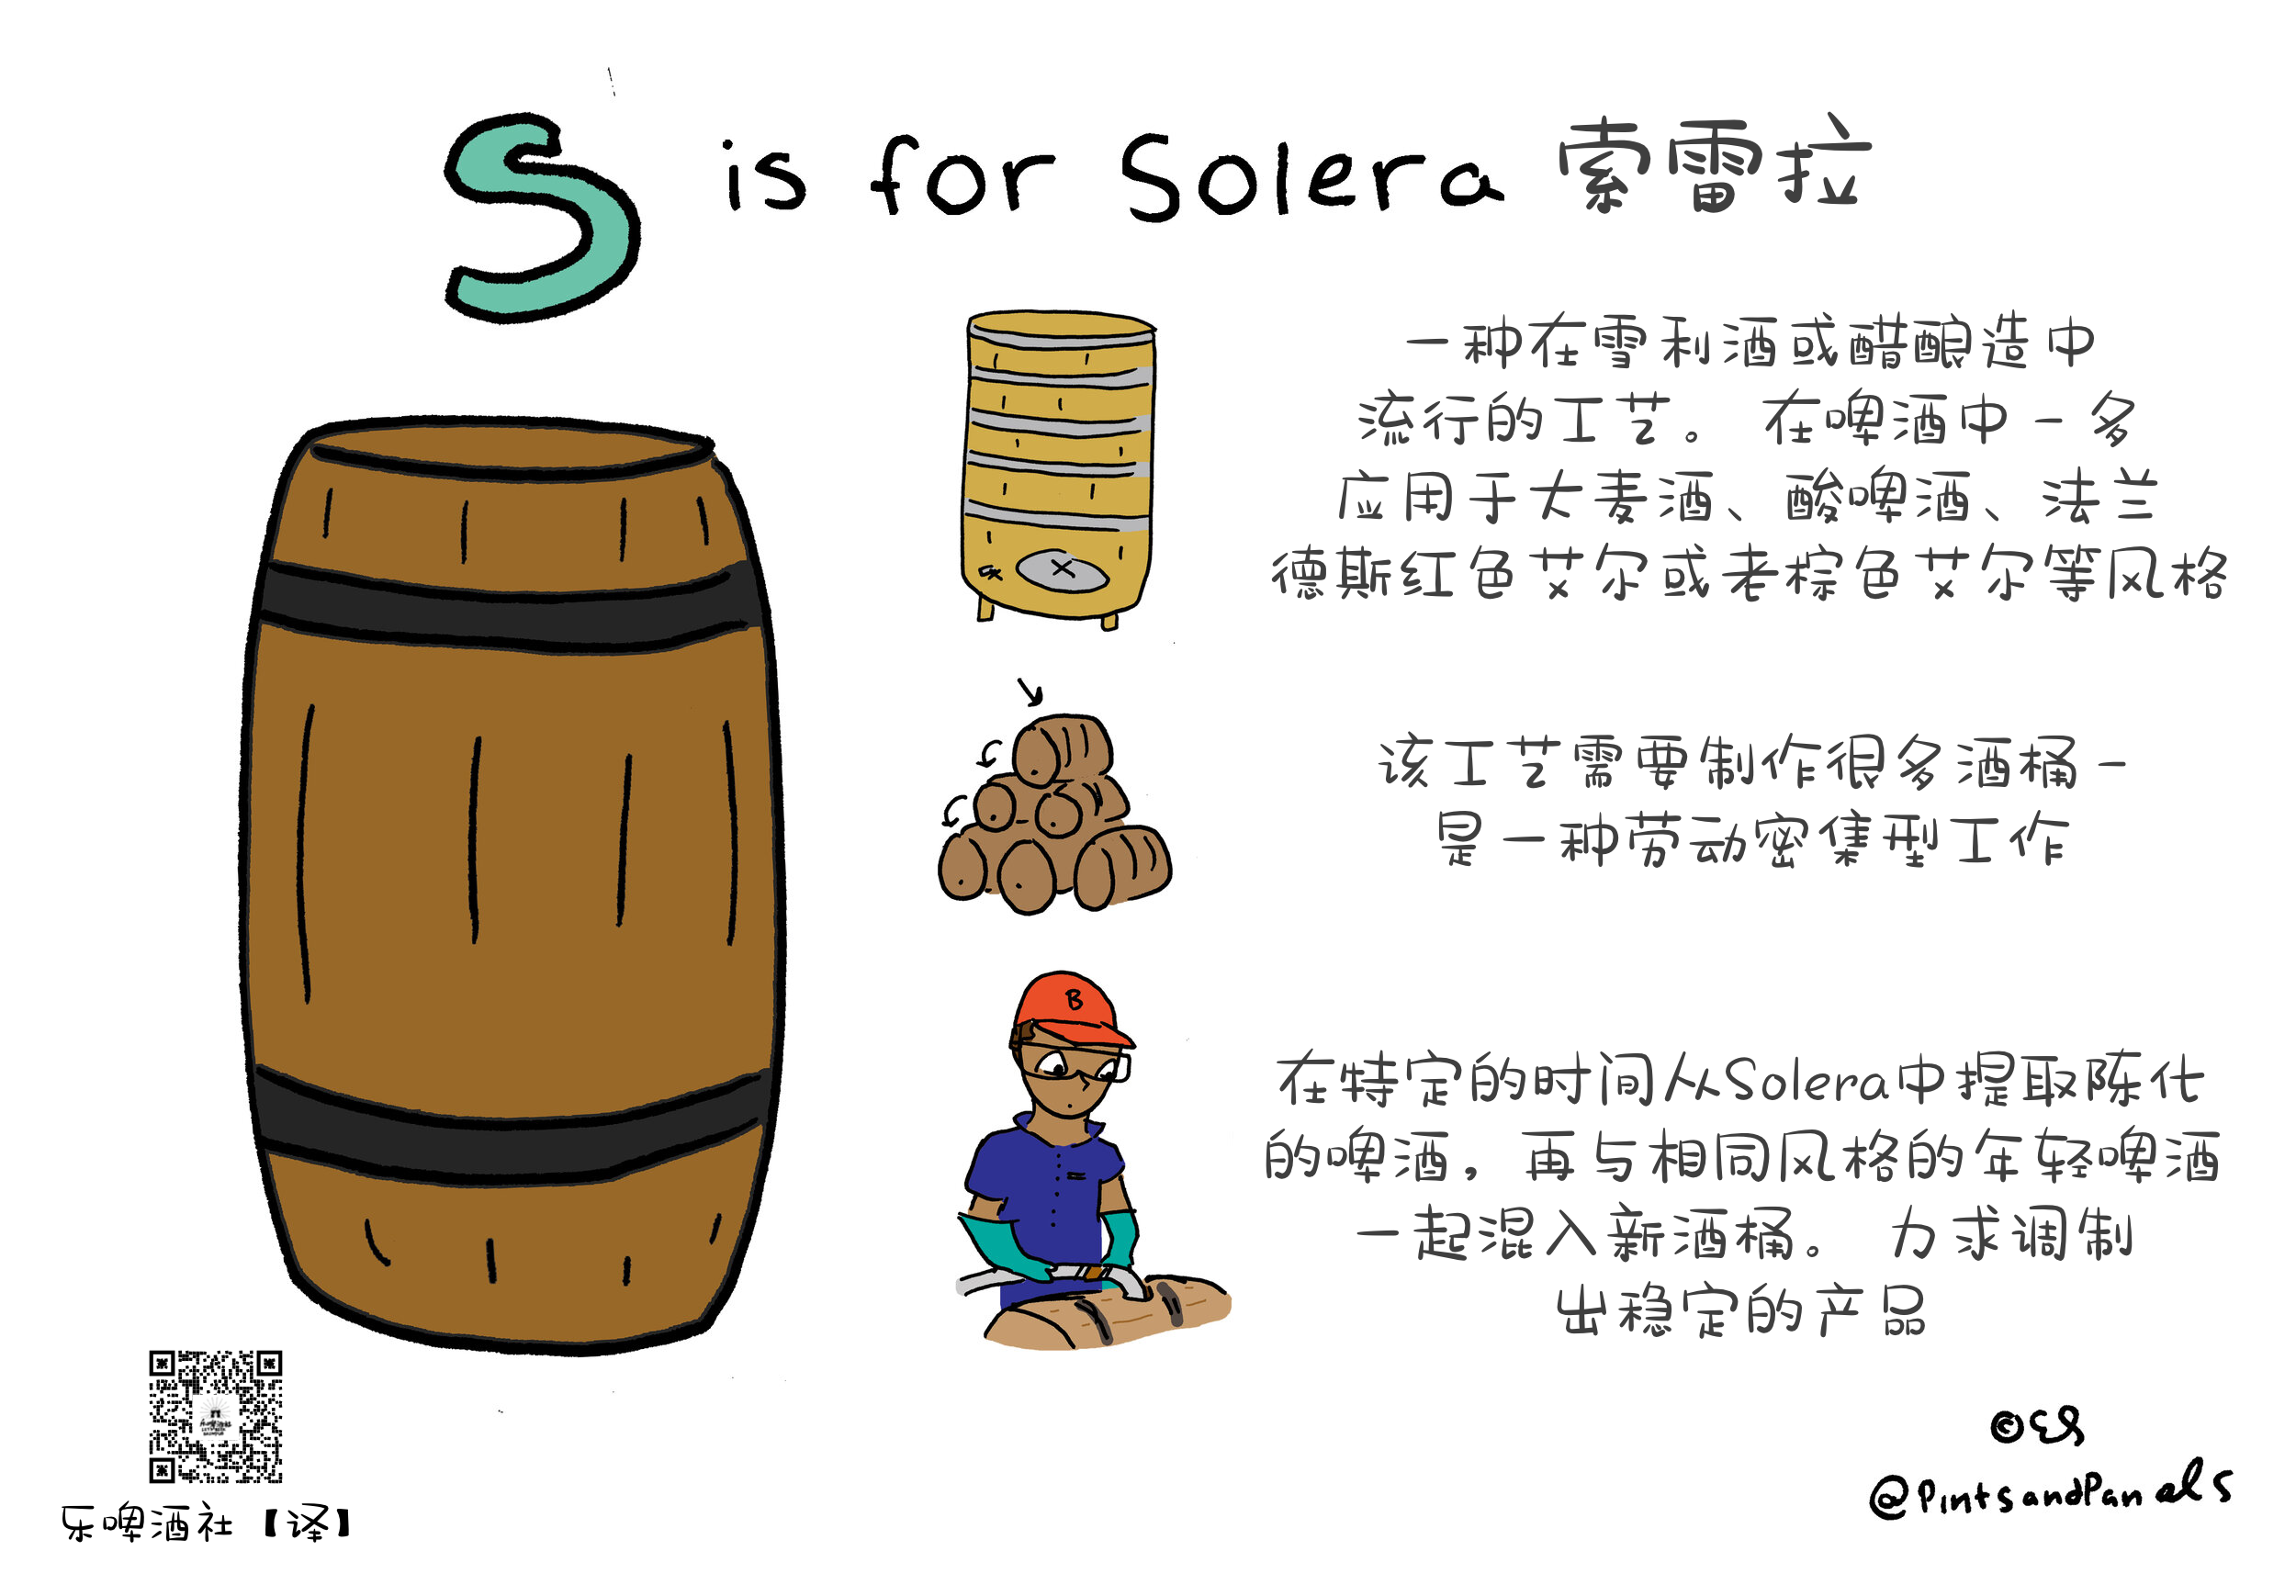 S is for Solera 索雷拉
一种在雪利酒或醋酿造中
流行的工艺。 在啤酒中-多
应用于大麦酒、酸啤酒、法兰
德斯红色艾尔或老棕色艾尔等风格
该工艺需要制作很多酒桶-
是一种劳动密集型工作
B
在特定的时间从Solera中提取陈化
的啤酒，再与相同风格的年轻啤酒
一起混入新酒桶。 力求调制
出稳定的产品
@PintsandPanels
乐啤酒社【译】